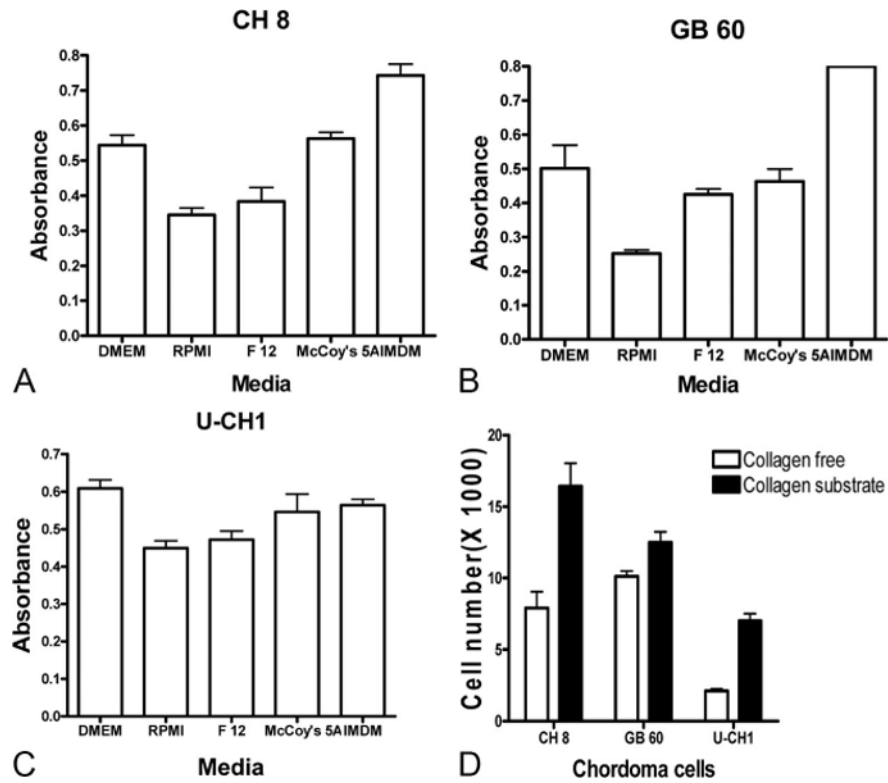 CH 8
0.8
0.7
0.6
0.5
0.4
0.3
0.2
0.1
0.0
Absorbance
DMEM RPMI F 12 McCoy's 5AIMDM
Media
A
GB 60
0.8
0.7
0.6
0.5
0.4
0.3
0.2
0.1
0.0
Absorbance
DMEM RPMI F 12 McCoy's 5AIMDM
Media
B
U-CH1
0.7
0.6
0.5
0.4
0.3
0.2
0.1
0.0
Absorbance
DMEM RPMI F 12 McCoy's 5AIMDM
Media
C
20
15
10
5
0
Cell number(X 1000)
Collagen free
Collagen substrate
CH 8 GB 60 U-CH1
Chordoma cells
D